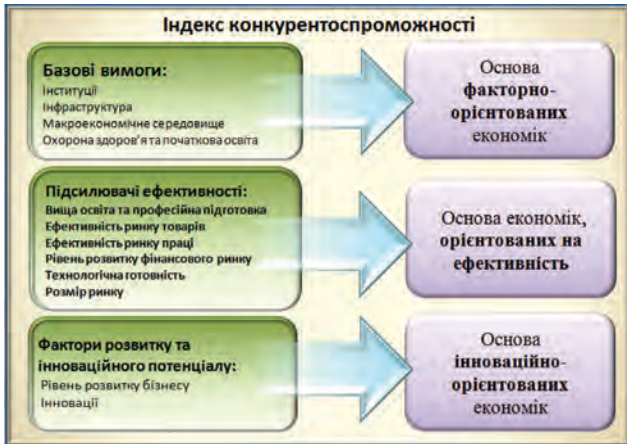 Індекс конкурентоспроможності
Базові вимоги:
Інституції
Інфраструктура
Макроекономічне середовище
Охорона здоров'я та початкова освіта
Основа
факторно-
орієнтованих
економік
Підсилювачі ефективності:
Вища освіта та професійна підготовка
Ефективність ринку товарів
Ефективність ринку праці
Рівень розвитку фінансового ринку
Технологічна готовність
Розмір ринку
Основа економік,
орієнтованих на
ефективність
Фактори розвитку та
інноваційного потенціалу:
Рівень розвитку бізнесу
Інновації
Основа
інноваційно-
орієнтованих
економік